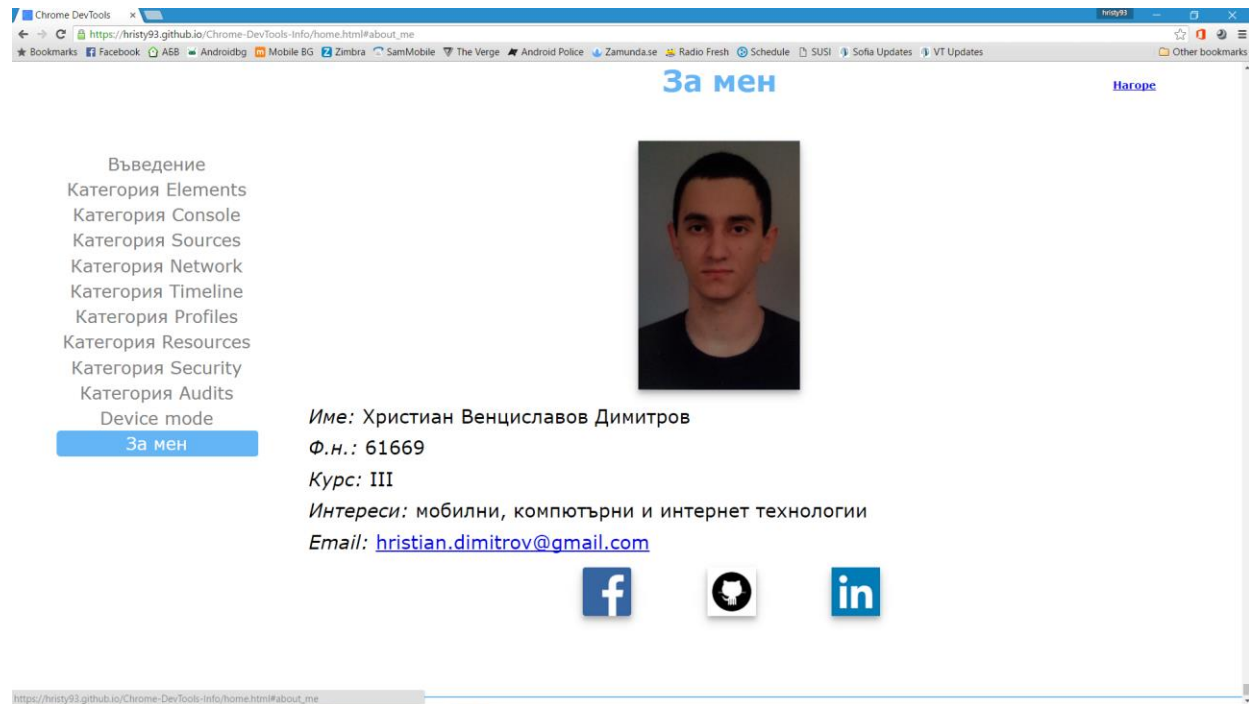 Chrome DevTools
hristy93
https://hristy93.github.io/Chrome-DevTools-Info/home.html#about_me
Bookmarks Facebook АБВ Androidbg Mobile BG Zimbra SamMobile The Verge Android Police Zamunda.se Radio Fresh Schedule SUSI Sofia Updates VT Updates Other bookmarks
За мен
Нагоре
Въведение
Категория Elements
Категория Console
Категория Sources
Категория Network
Категория Timeline
Категория Profiles
Категория Resources
Категория Security
Категория Audits
Device mode
За мен
Име: Християн Венциславов Димитров
Ф.н.: 61669
Курс: III
Интереси: мобилни, компютърни и интернет технологии
Email: hristian.dimitrov@gmail.com
f
in
https://hristy93.github.io/Chrome-DevTools-Info/home.html#about_me